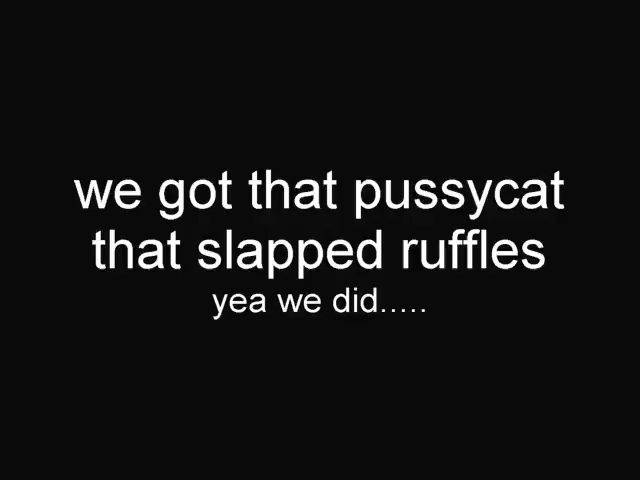 we got that pussycat
that slapped ruffles
yea we did.....